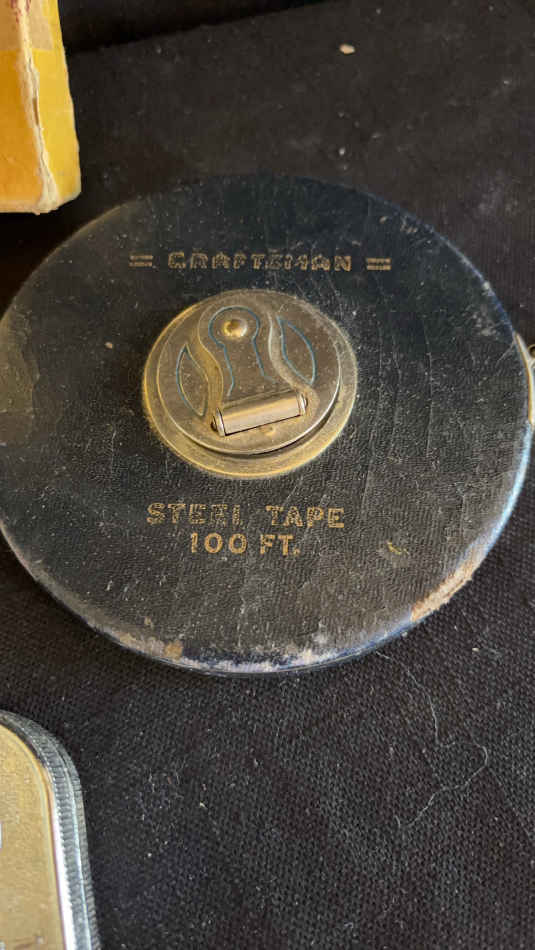 = CRAFTSMAN =
STEEL TAPE
100 FT.